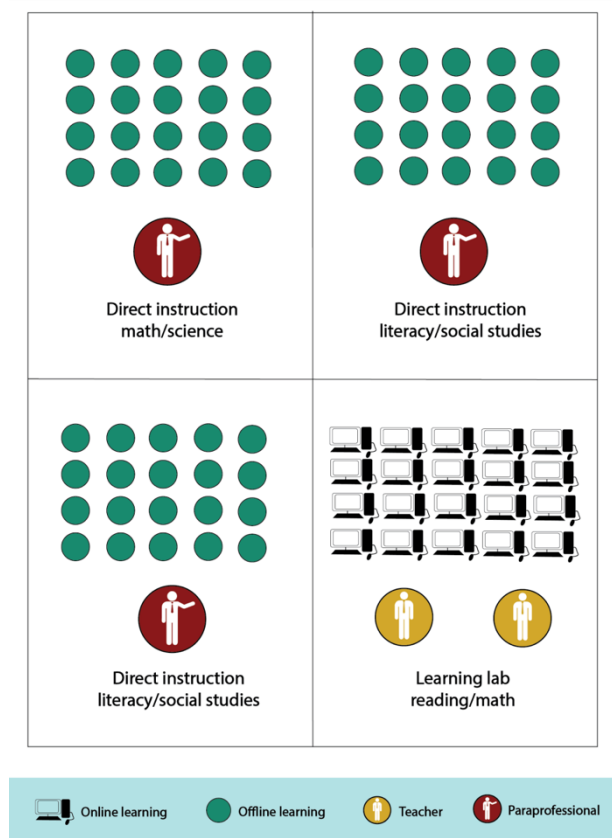 Direct instruction
math/science
Direct instruction
literacy/social studies
Direct instruction
literacy/social studies
Learning lab
reading/math
Online learning
Offline learning
Teacher
Paraprofessional